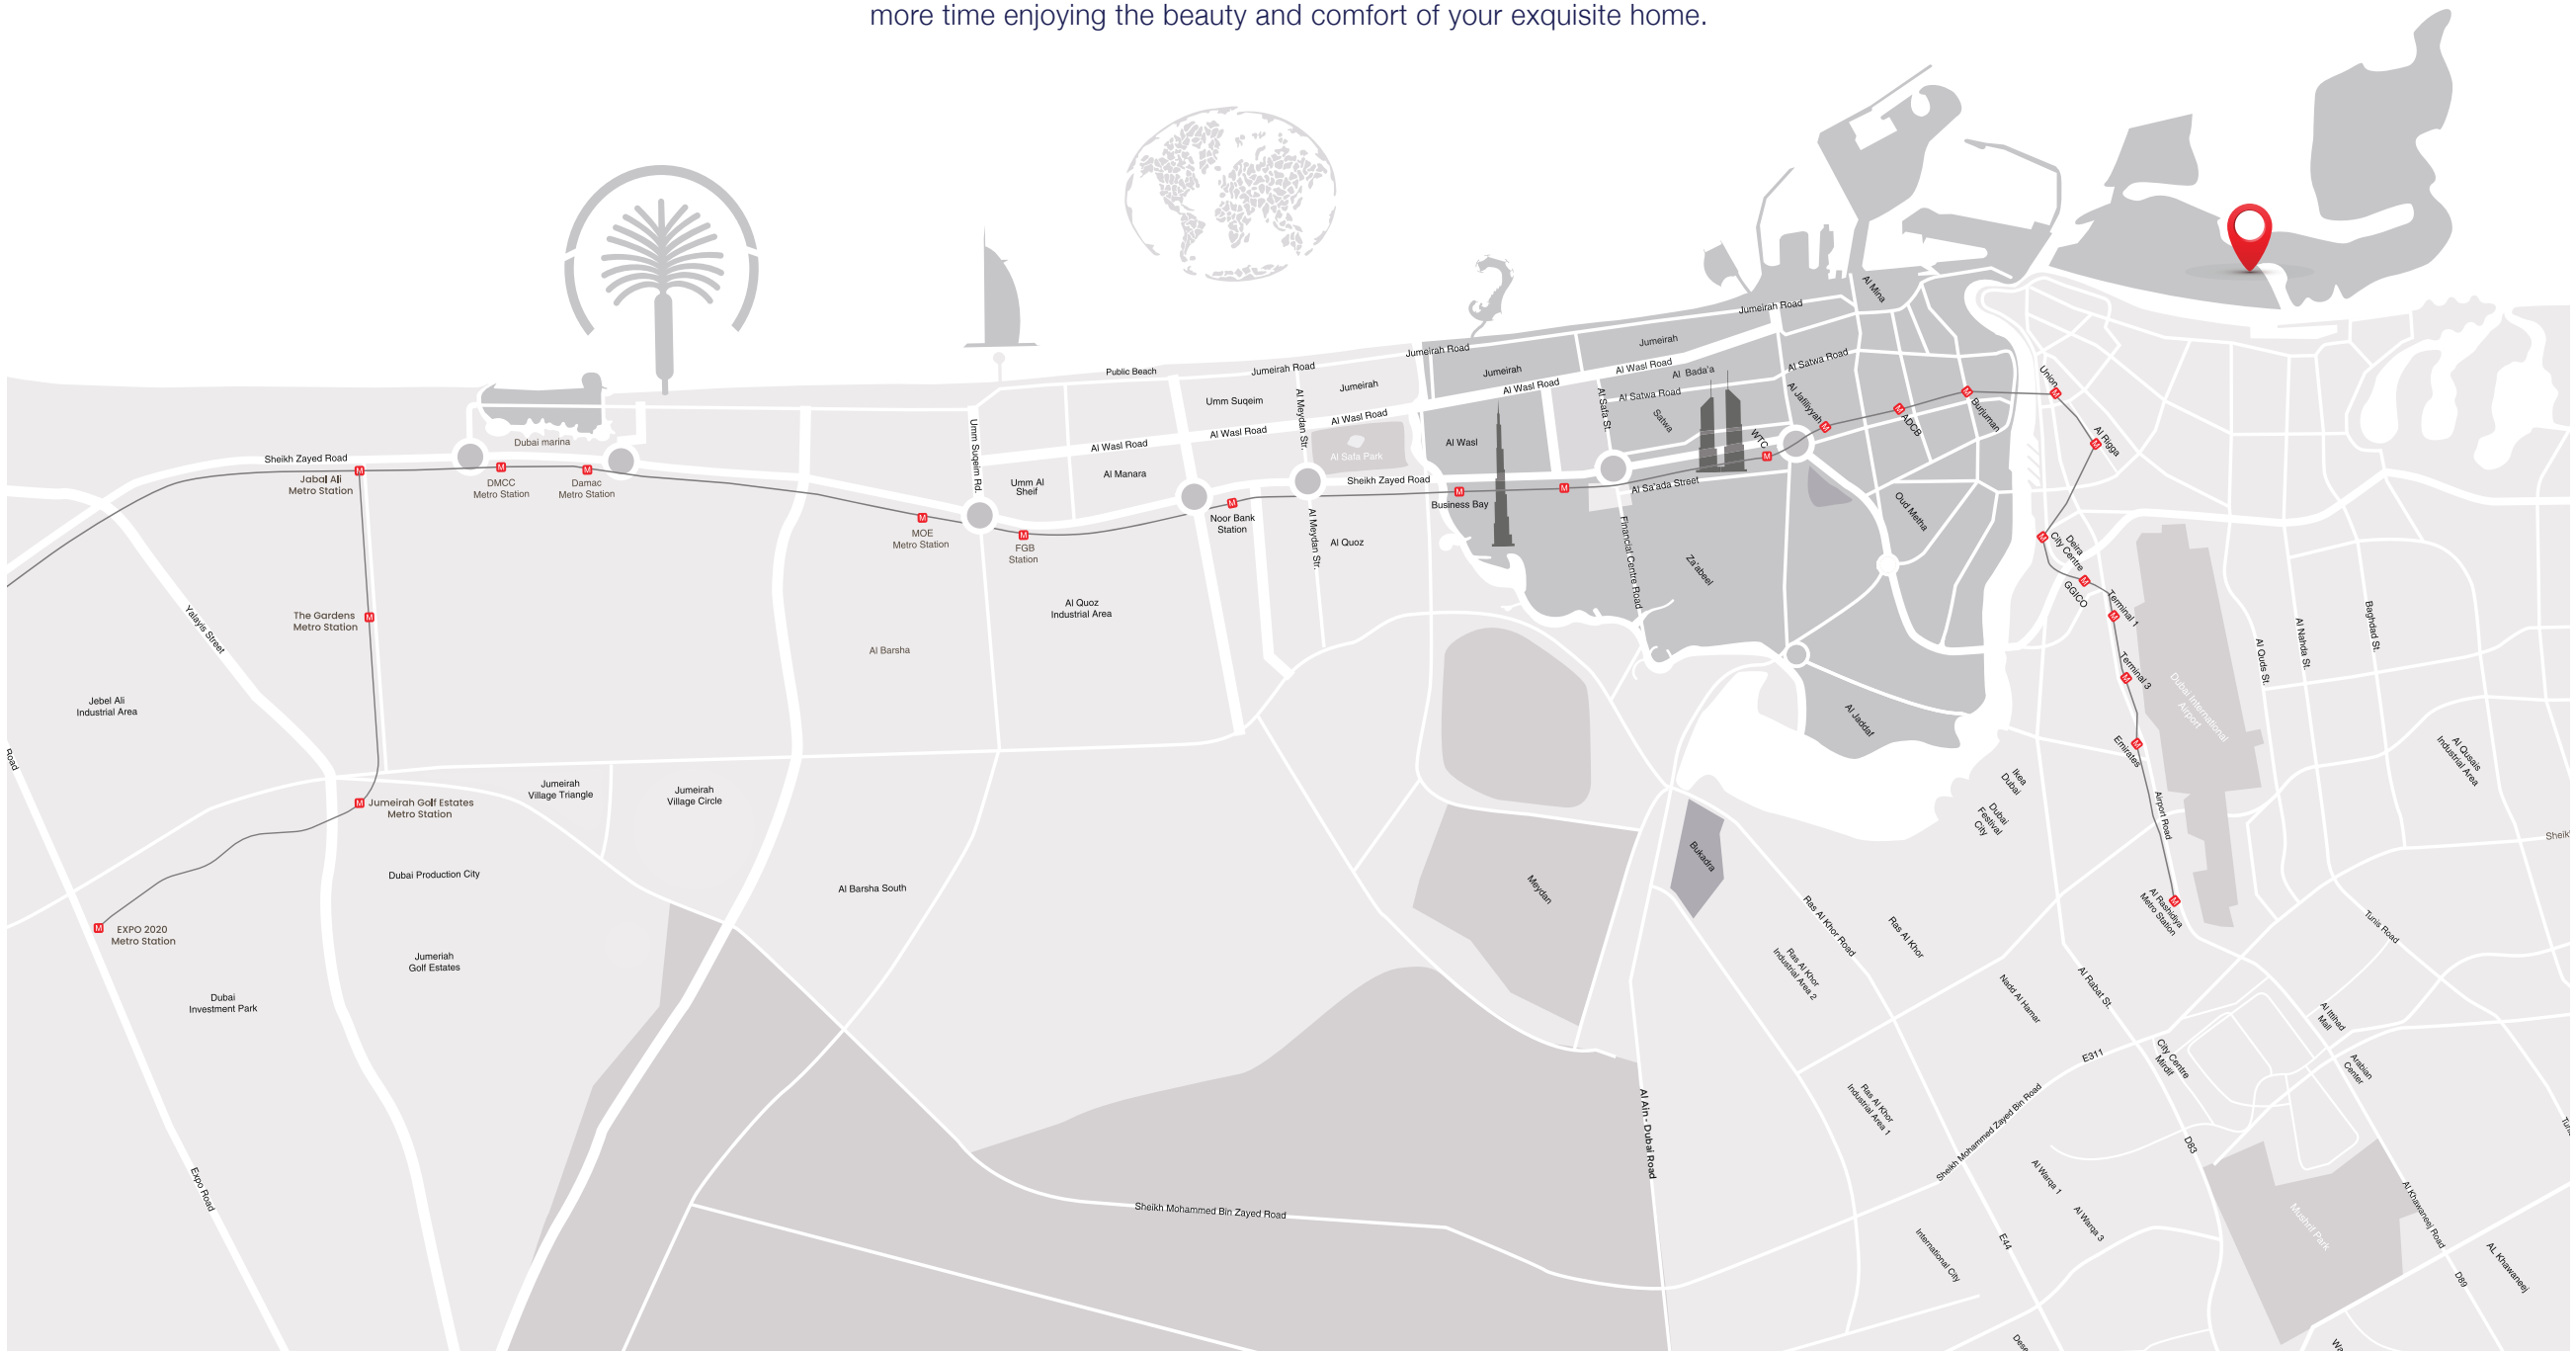 more time enjoying the beauty and comfort of your exquisite home.
Al Mina
Jumeirah Road
Jumeirah
Jumeirah Road
Al Satwa Road
Public Beach
Jumeirah Road
Jumeirah
Al Wasl Road
Al Bada'a
Union
Jumeirah
Al Wasl Road
Al Satwa Road
Al Jafiliyyah
Umm Suqeim
Al Meydan Str.
Al Wasl Road
Al Safa St.
Satwa
ADCB
Burjuman
Al Rigga
Al Wasl Road
Al Wasl Road
Al Wasl
WTC
Dubai marina
Umm Suqeim Rd.
Al Safa Park
Sheikh Zayed Road
Jabal Ali
Metro Station
DMCC
Metro Station
Damac
Metro Station
Umm Al
Sheif
Al Manara
Sheikh Zayed Road
Al Sa'ada Street
Business Bay
Oud Metha
MOE
Metro Station
FGB
Station
Noor Bank
Station
Al Meydan Str.
Al Quoz
Financial Centre Road
Za'abeel
Deira
City Centre
GGICO
Terminal 1
Terminal 3
Yalayis Street
The Gardens
Metro Station
Al Quoz
Industrial Area
Al Barsha
Al Quds St.
Al Nahda St.
Baghdad St.
Dubai International
Airport
Jebel Ali
Industrial Area
Al Jaddaf
Emirates
Al Qusais
Industrial Area
Road
Ikea
Dubai
Dubai
Festival
City
Airport Road
Jumeirah
Village Triangle
Jumeirah
Village Circle
Jumeirah Golf Estates
Metro Station
Sheik
Bukadra
Dubai Production City
Al Barsha South
Meydan
Al Rashidiya
Metro Station
EXPO 2020
Metro Station
Ras Al Khor Road
Ras Al Khor
Tunis Road
Jumeriah
Golf Estates
Ras Al Khor
Industrial Area 2
Nadd Al Hamar
Al Rabat St.
Dubai
Investment Park
Al Ittihad
Mall
E311
City Centre
Mirdif
Arabian
Center
Al Ain - Dubai Road
Ras Al Khor
Industrial Area 1
Sheikh Mohammed Zayed Bin Road
D83
Expo Road
Al Warqa 1
Sheikh Mohammed Bin Zayed Road
Al Warqa 3
Mushrif Park
Al Khawaneej Road
International City
E44
D89
AL Khawaneej